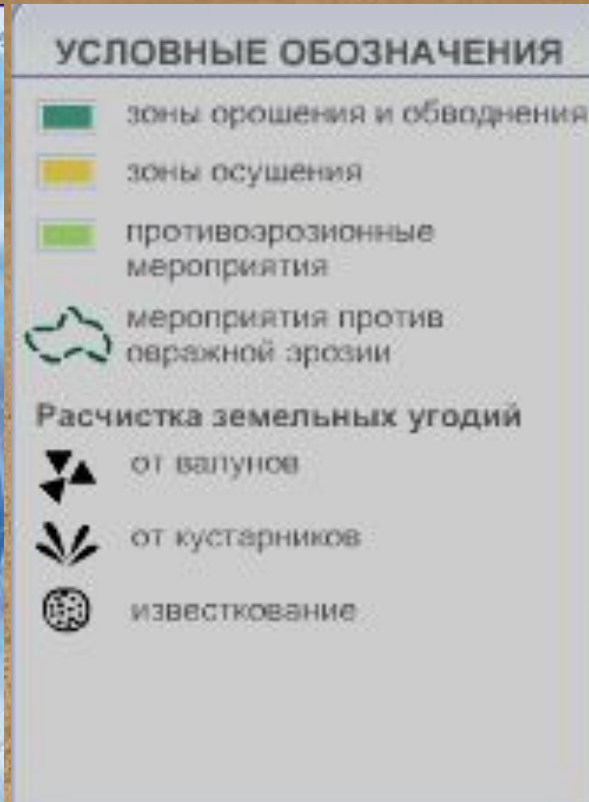 УСЛОВНЫЕ ОБОЗНАЧЕНИЯ
зоны орошения и обводнения
зоны осушения
противоэрозионные
мероприятия
мероприятия против
овражной эрозии
Расчистка земельных угодий
от валунов
от кустарников
известкование